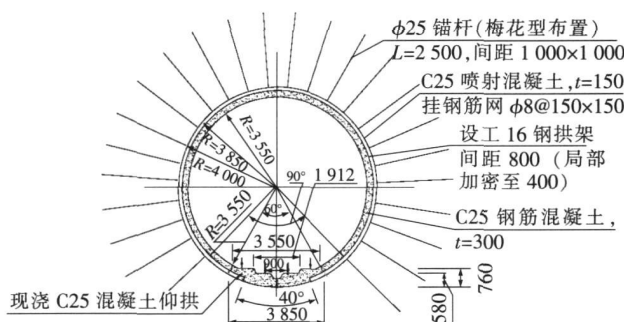 ϕ25 锚杆(梅花型布置)
L=2 500,间距 1 000×1 000
C25 喷射混凝土,t=150
挂钢筋网 ϕ8@150×150
设工 16 钢拱架
间距 800 (局部
加密至 400)
C25 钢筋混凝土,
t=300
R=3 550
R=3 850
R=4 000
R=3 550
90°
1 912
60°
3 550
900
现浇 C25 混凝土仰拱
40°
3 850
580
760